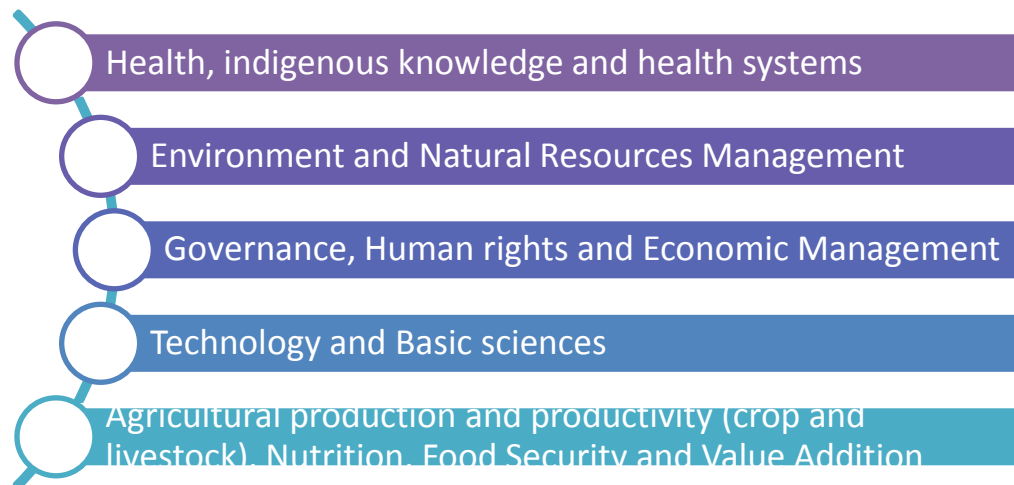 Health, indigenous knowledge and health systems
Environment and Natural Resources Management
Governance, Human rights and Economic Management
Technology and Basic sciences
Agricultural production and productivity (crop and
livestock), Nutrition, Food Security and Value Addition